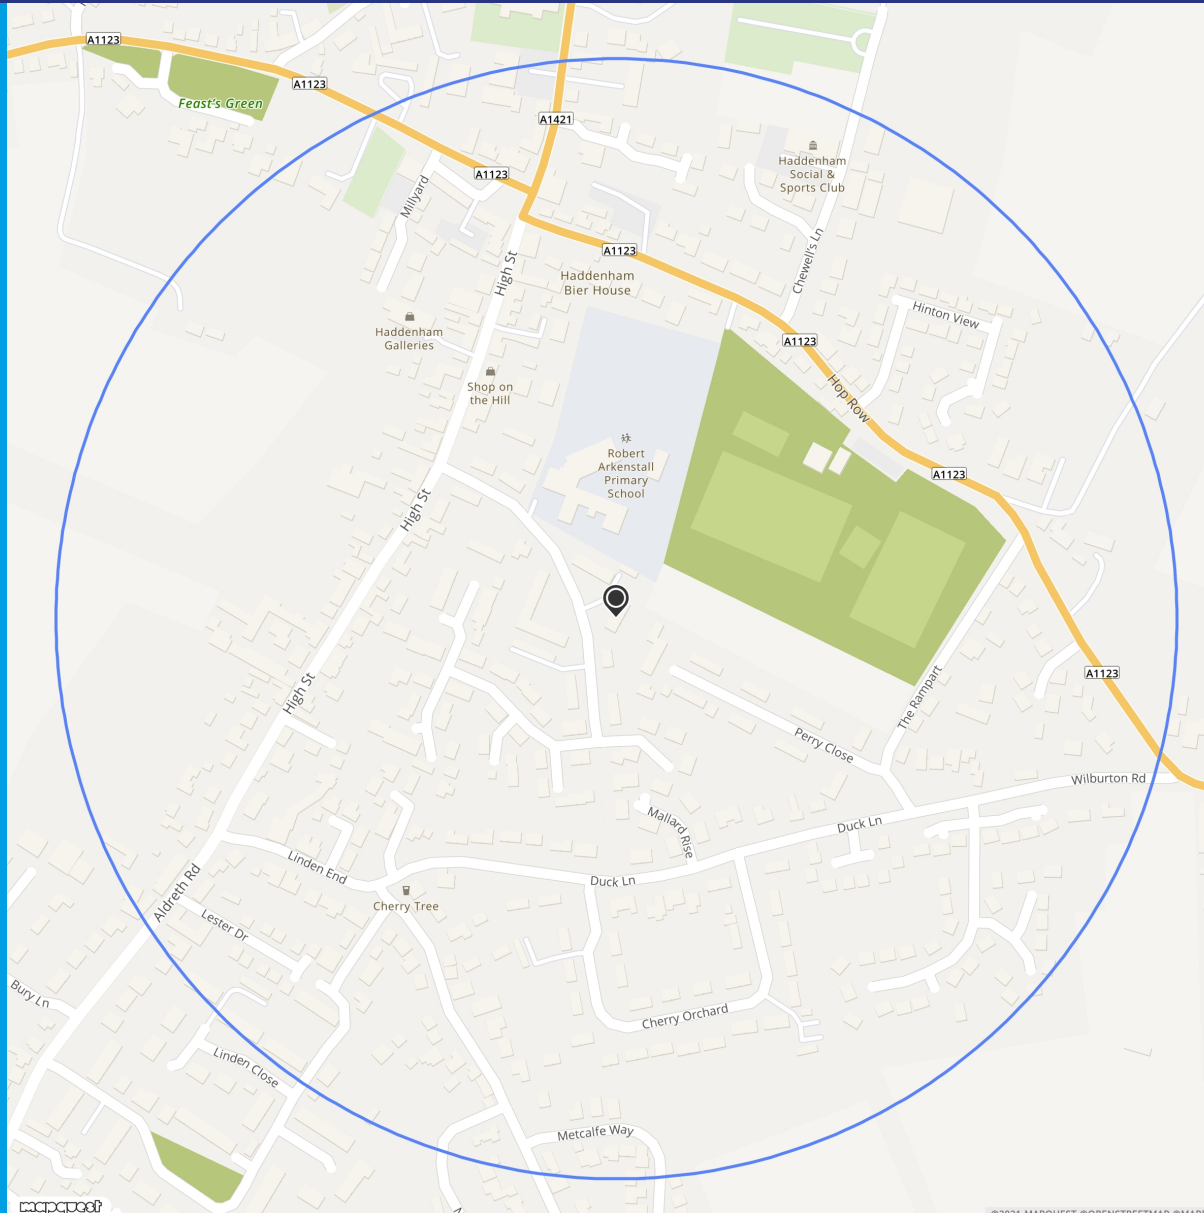 A1123
A1123
Feast's Green
A1421
Haddenham
Social &
Sports Club
A1123
Millyard
A1123
High St
Chewell's Ln
Haddenham
Bier House
Hinton View
Haddenham
Galleries
A1123
Shop on
the Hill
Hop Row
Robert
Arkenstall
Primary
School
A1123
High St
High St
A1123
The Rampart
Perry Close
Wilburton Rd
Mallard Rise
Duck Ln
Linden End
Duck Ln
Aldreth Rd
Cherry Tree
Lester Dr
Bury Ln
Cherry Orchard
Linden Close
Metcalfe Way
mapquest